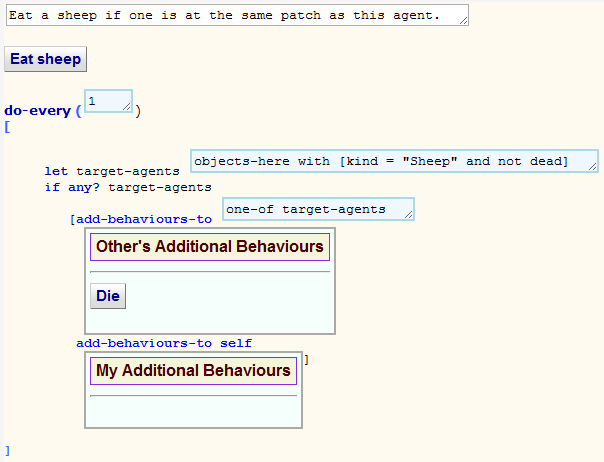 Eat a sheep if one is at the same patch as this agent.
Eat sheep
do-every ( 1 )
[
let target-agents objects-here with [kind = "Sheep" and not dead]
if any? target-agents
[add-behaviours-to one-of target-agents
Other's Additional Behaviours
Die
add-behaviours-to self
My Additional Behaviours ]
]